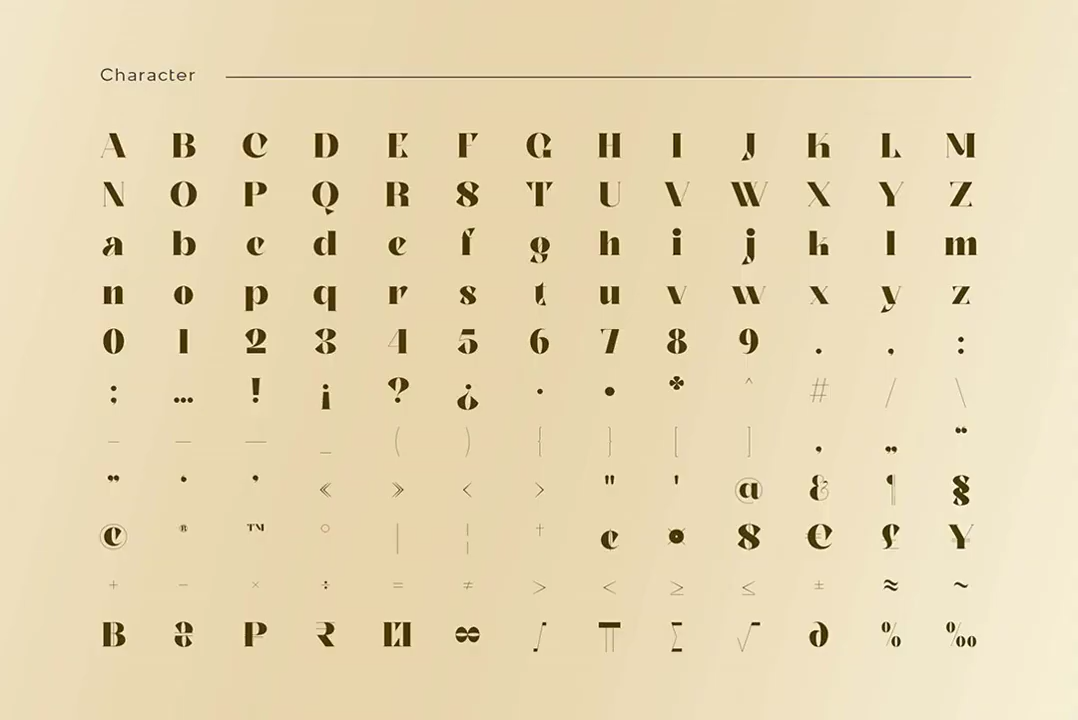 Character
A B C D E F G H I J K L M
N O P Q R S T U V W X Y Z
a b c d e f g h i j k l m
n o p q r s t u v w x y z
0 1 2 3 4 5 6 7 8 9 . , :
; … ! ¡ ? ¿ · • * ^ # / \
- – — _ ( ) { } [ ] ‚ „ “
” ‘ ’ « » ‹ › " ' @ & ¶ §
© ® ™ ° | ¦ † ¢ ¤ $ € £ ¥
+ − × ÷ = ≠ > < ≥ ≤ ± ≈ ~
∞ ∫ ∑ √ ∂ % ‰